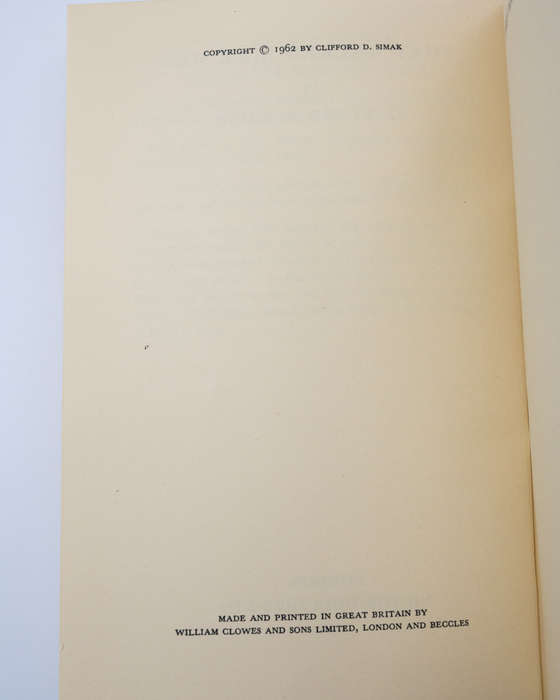 COPYRIGHT © 1962 BY CLIFFORD D. SIMAK
MADE AND PRINTED IN GREAT BRITAIN BY
WILLIAM CLOWES AND SONS LIMITED, LONDON AND BECCLES